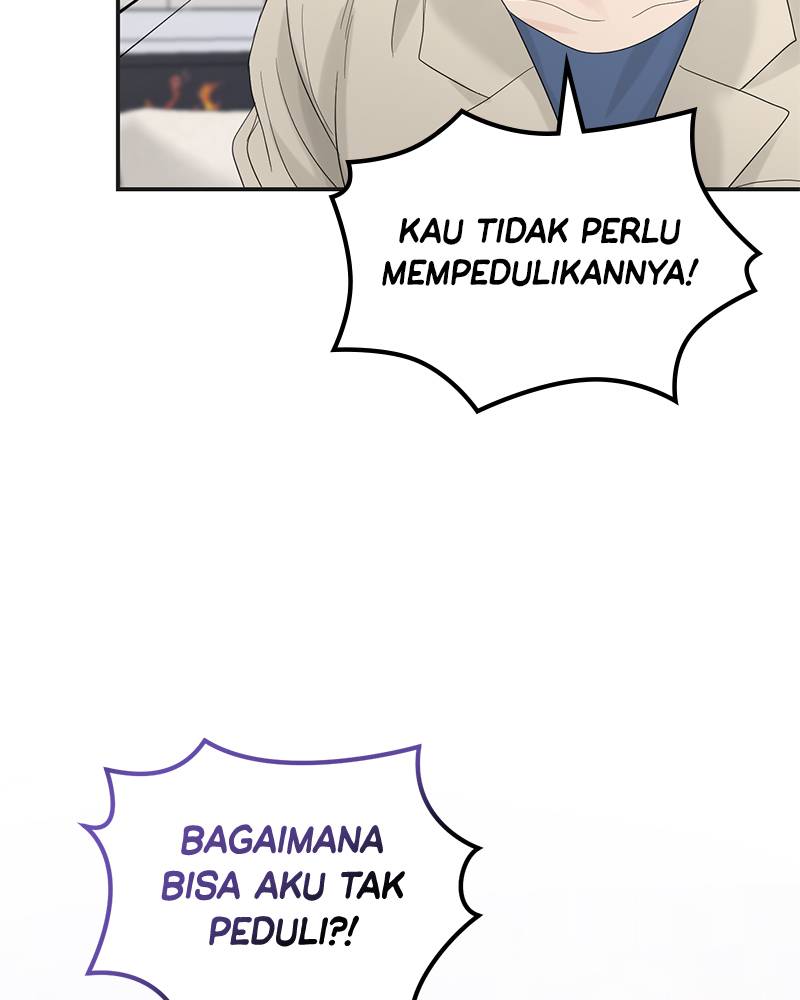 KAU TIDAK PERLU
MEMPEDULIKANNYA!
BAGAIMANA
BISA AKU TAK
PEDULI?!